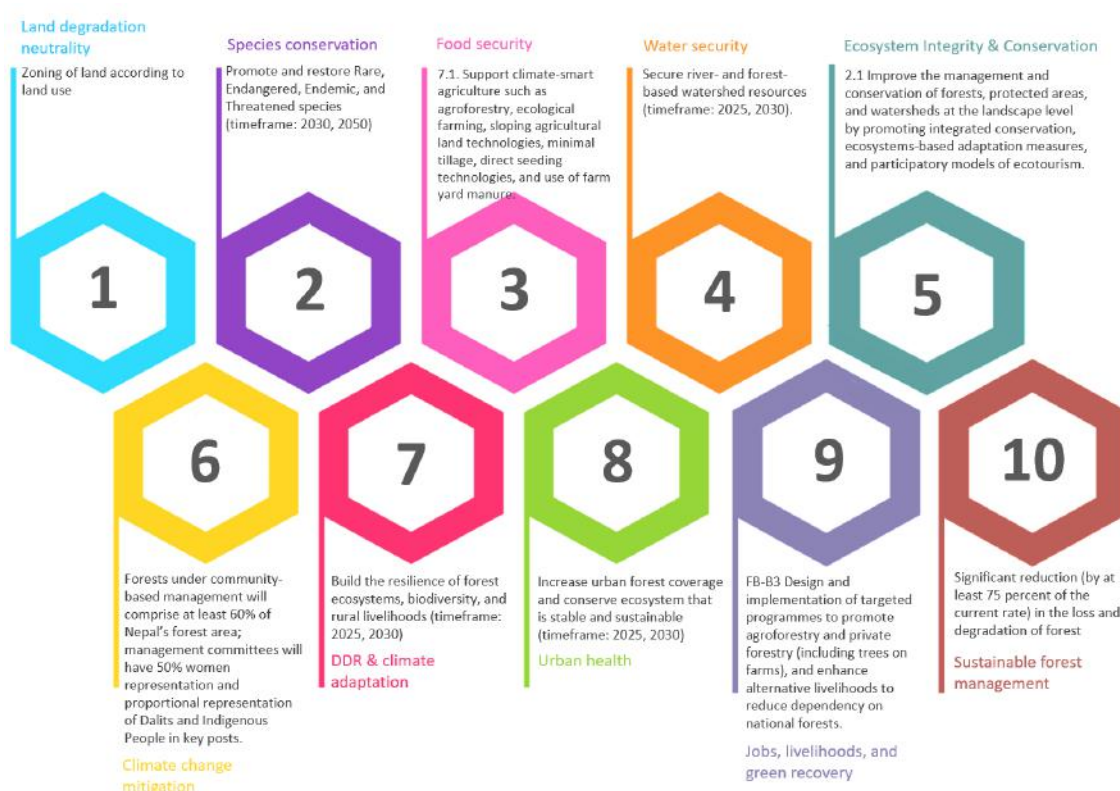 Land degradation
neutrality
Zoning of land according to
land use
1
Species conservation
Promote and restore Rare,
Endangered, Endemic, and
Threatened species
(timeframe: 2030, 2050)
2
Food security
7.1. Support climate-smart
agriculture such as
agroforestry, ecological
farming, sloping agricultural
land technologies, minimal
tillage, direct seeding
technologies, and use of farm
yard manure.
3
Water security
Secure river- and forest-
based watershed resources
(timeframe: 2025, 2030).
4
Ecosystem Integrity & Conservation
2.1 Improve the management and
conservation of forests, protected areas,
and watersheds at the landscape level
by promoting integrated conservation,
ecosystems-based adaptation measures,
and participatory models of ecotourism.
5
6
Forests under community-
based management will
comprise at least 60% of
Nepal's forest area;
management committees will
have 50% women
representation and
proportional representation
of Dalits and Indigenous
People in key posts.
Climate change
mitigation
7
Build the resilience of forest
ecosystems, biodiversity, and
rural livelihoods (timeframe:
2025, 2030)
DDR & climate
adaptation
8
Increase urban forest coverage
and conserve ecosystem that
is stable and sustainable
(timeframe: 2025, 2030)
Urban health
9
FB-B3 Design and
implementation of targeted
programmes to promote
agroforestry and private
forestry (including trees on
farms), and enhance
alternative livelihoods to
reduce dependency on
national forests.
Jobs, livelihoods, and
green recovery
10
Significant reduction (by at
least 75 percent of the
current rate) in the loss and
degradation of forest
Sustainable forest
management